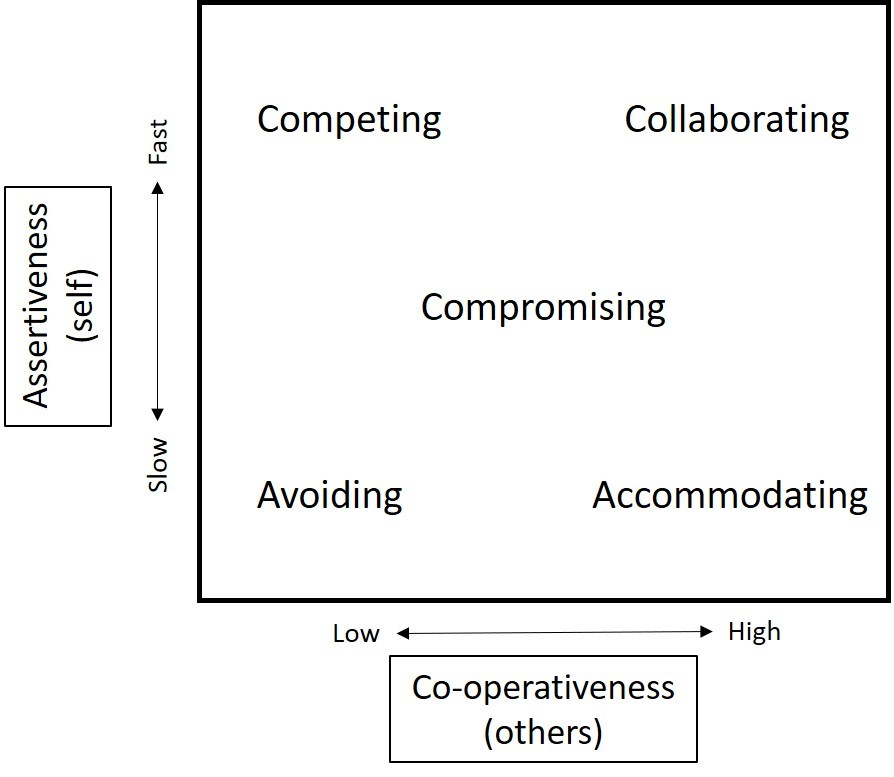 Competing
Collaborating
Fast
Assertiveness
(self)
Compromising
Slow
Avoiding
Accommodating
Low
High
Co-operativeness
(others)